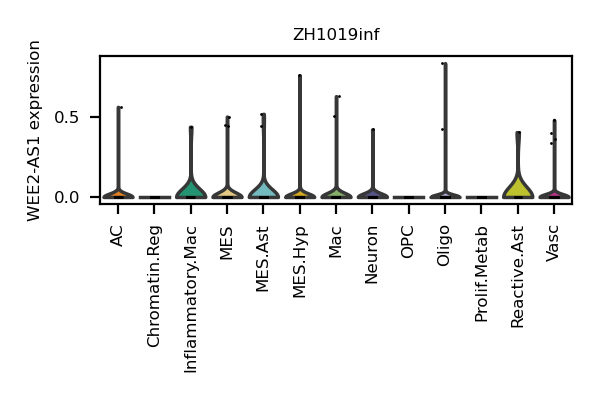 ZH1019inf
WEE2-AS1 expression
0.5
0.0
AC
Chromatin.Reg
Inflammatory.Mac
MES
MES.Ast
MES.Hyp
Mac
Neuron
OPC
Oligo
Prolif.Metab
Reactive.Ast
Vasc